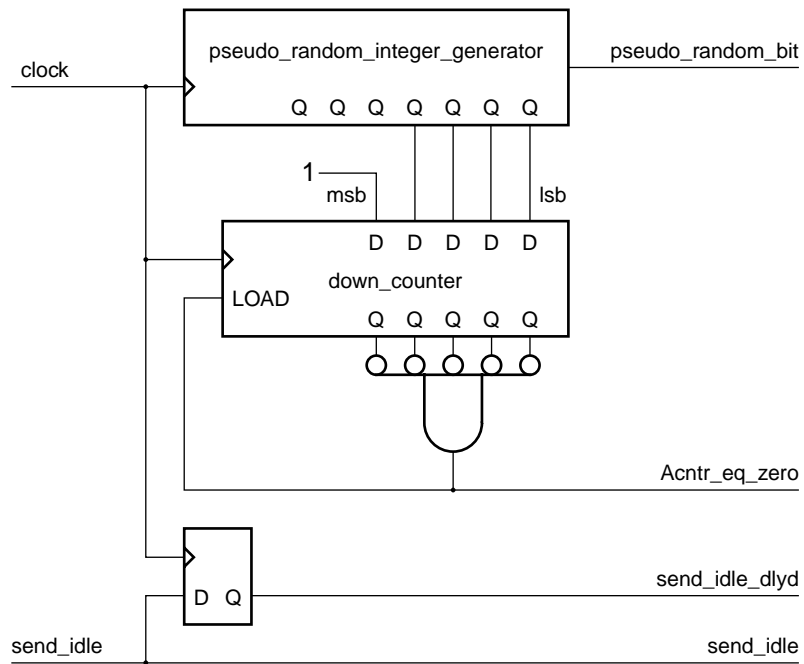 pseudo_random_integer_generator
pseudo_random_bit
clock
Q Q Q Q Q Q Q
1
msb
lsb
D D D D D
down_counter
LOAD
Q Q Q Q Q
Acntr_eq_zero
send_idle_dlyd
D Q
send_idle
send_idle